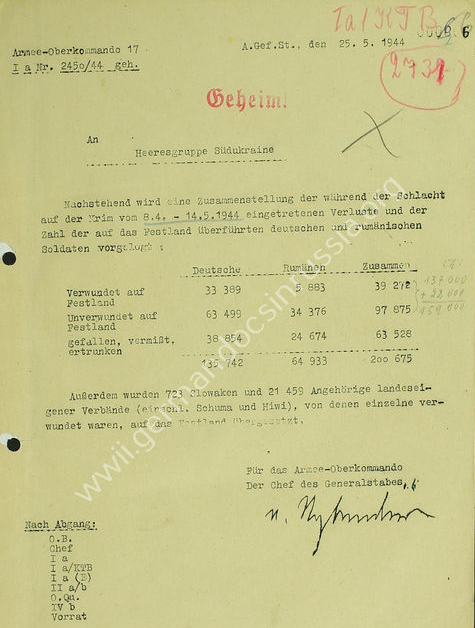 Ia/KTB
0008 6
2731
Armee-Oberkommando 17
I a Nr. 2450/44 geh.
A.Gef.St., den 25. 5. 1944
Geheim!
An
Heeresgruppe Südukraine
Nachstehend wird eine Zusammenstellung der während der Schlacht
auf der Krim vom 8.4. - 14.5.1944 eingetretenen Verluste und der
Zahl der auf das Festland überführten deutschen und rumänischen
Soldaten vorgelegt :
Deutsche Rumänen Zusammen
Verwundet auf
Festland 33 389 5 883 39 272
Unverwundet auf
Festland 63 499 34 376 97 875
gefallen, vermißt,
ertrunken 38 854 24 674 63 528
135 742 64 933 200 675
137 000
+ 22 000
159 000
Außerdem wurden 723 Slowaken und 21 459 Angehörige landesei-
gener Verbände (einschl. Schuma und Hiwi), von denen einzelne ver-
wundet waren, auf das Festland übergesetzt.
Für das Armee-Oberkommando
Der Chef des Generalstabes
Nach Abgang:
O.B.
Chef
I a
I a/KTB
I a (E)
II a/b
O.Qu.
IV b
Vorrat
www.germandocsinrussia.org